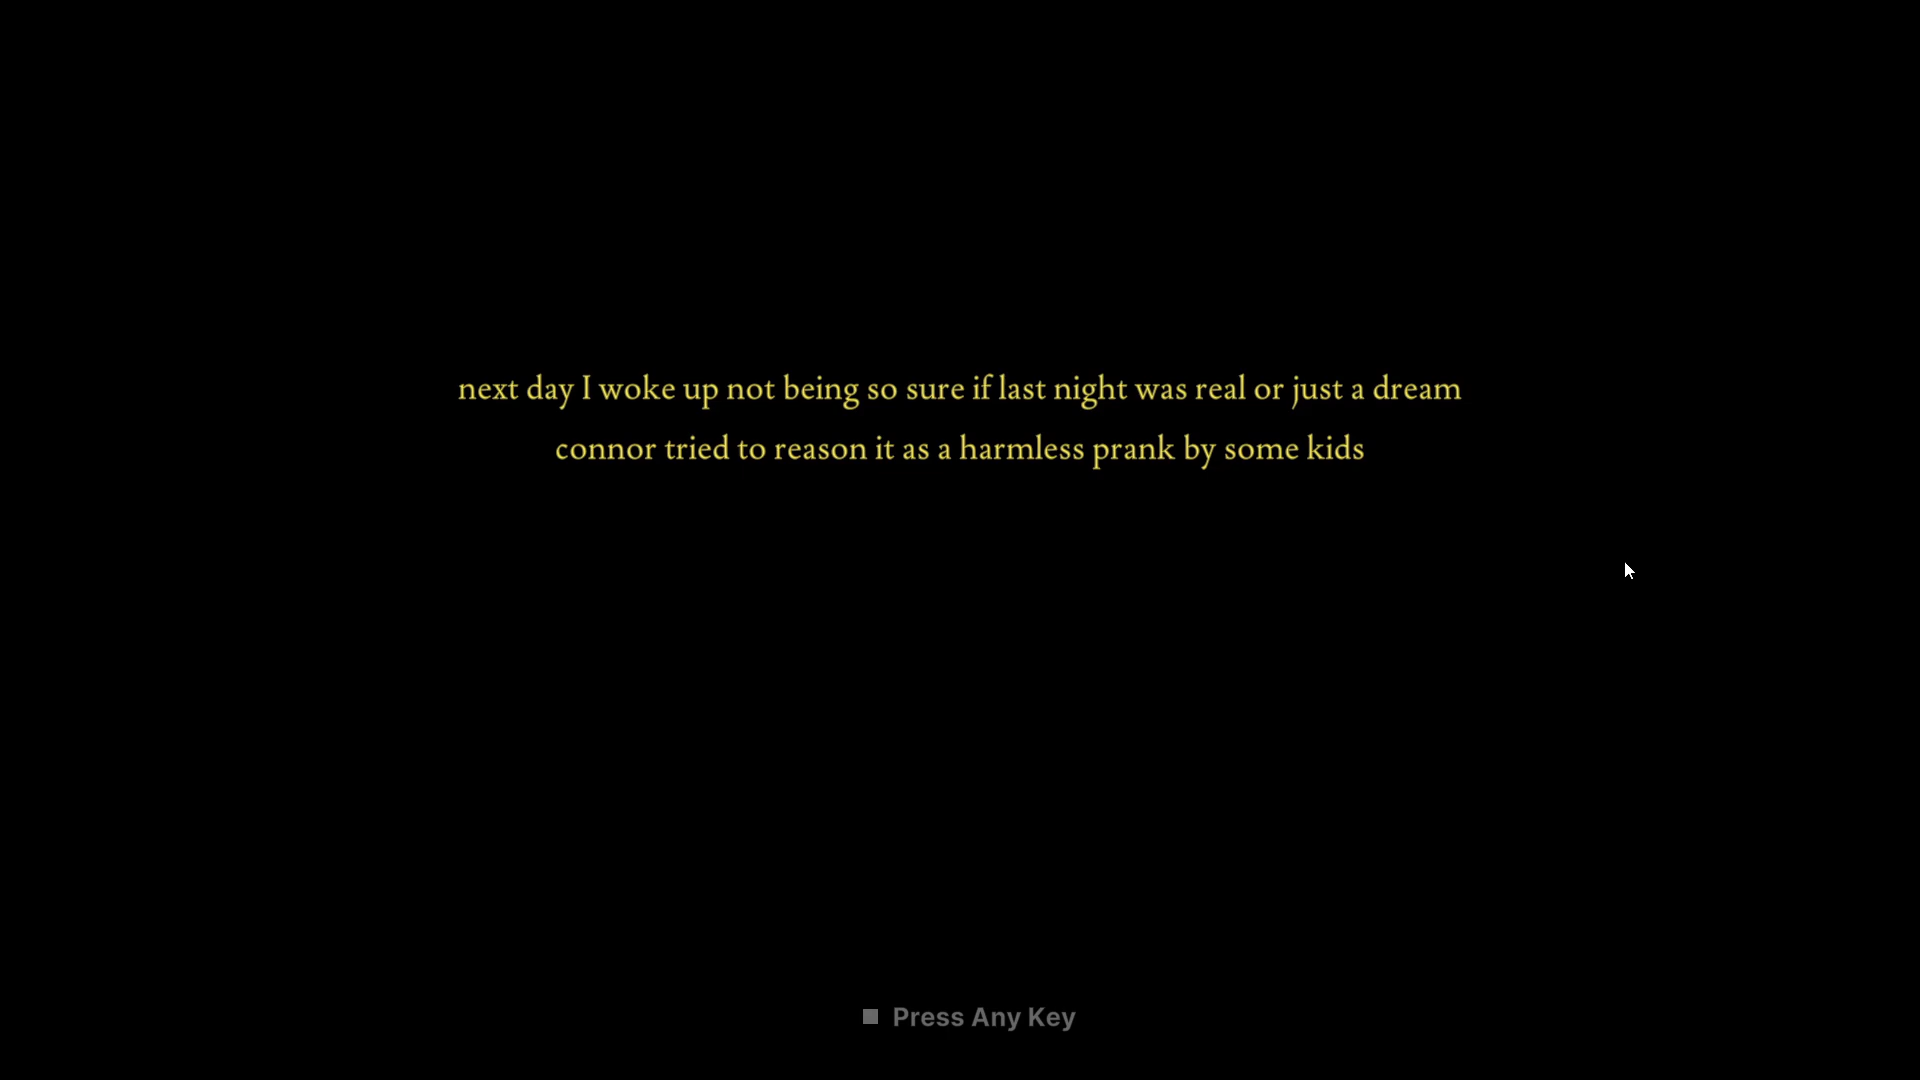 next day I woke up not being so sure if last night was real or just a dream
connor tried to reason it as a harmless prank by some kids
Press Any Key